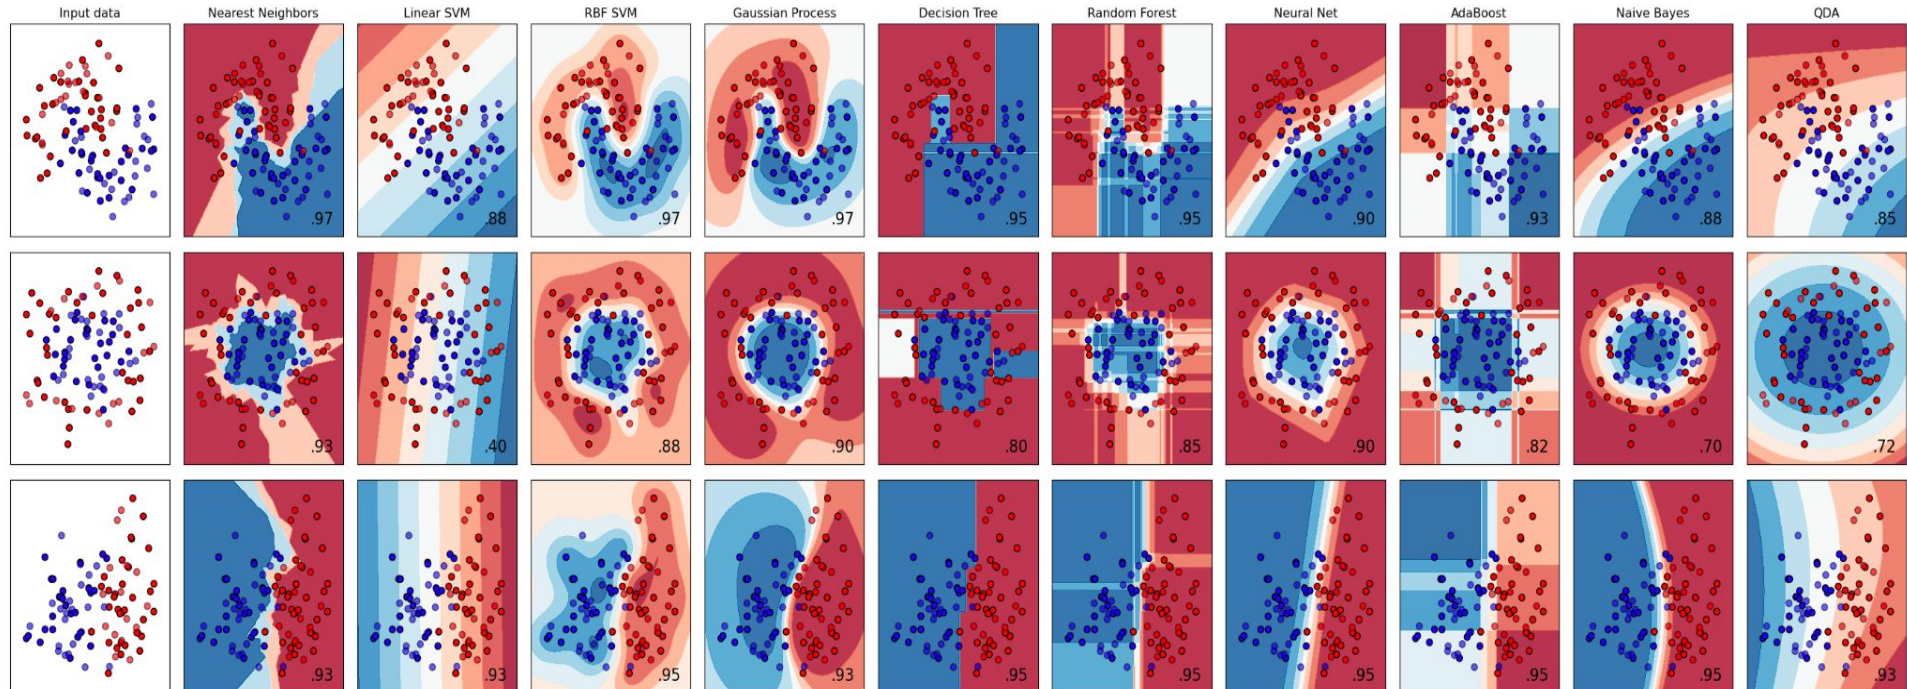 Input data Nearest Neighbors Linear SVM RBF SVM Gaussian Process Decision Tree Random Forest Neural Net AdaBoost Naive Bayes QDA
.97 .88 .97 .97 .95 .95 .90 .93 .88 .85
.93 .40 .88 .90 .80 .85 .90 .82 .70 .72
.93 .93 .95 .93 .95 .95 .95 .95 .95 .93